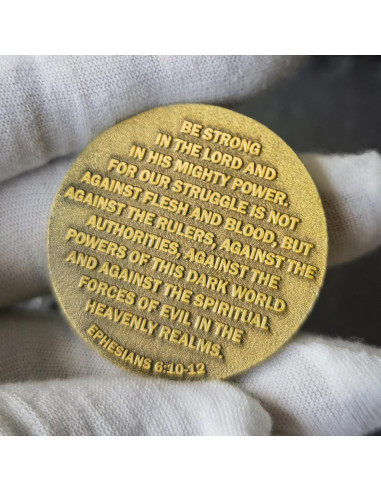 BE STRONG
IN THE LORD AND
IN HIS MIGHTY POWER.
FOR OUR STRUGGLE IS NOT
AGAINST FLESH AND BLOOD, BUT
AGAINST THE RULERS, AGAINST THE
AUTHORITIES, AGAINST THE
POWERS OF THIS DARK WORLD
AND AGAINST THE SPIRITUAL
FORCES OF EVIL IN THE
HEAVENLY REALMS.
EPHESIANS 6:10-12